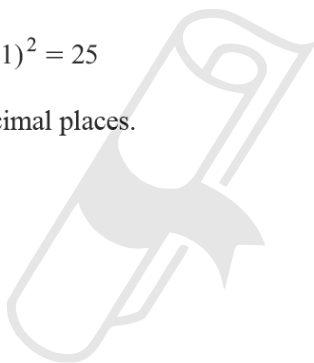 1)² = 25
cimal places.